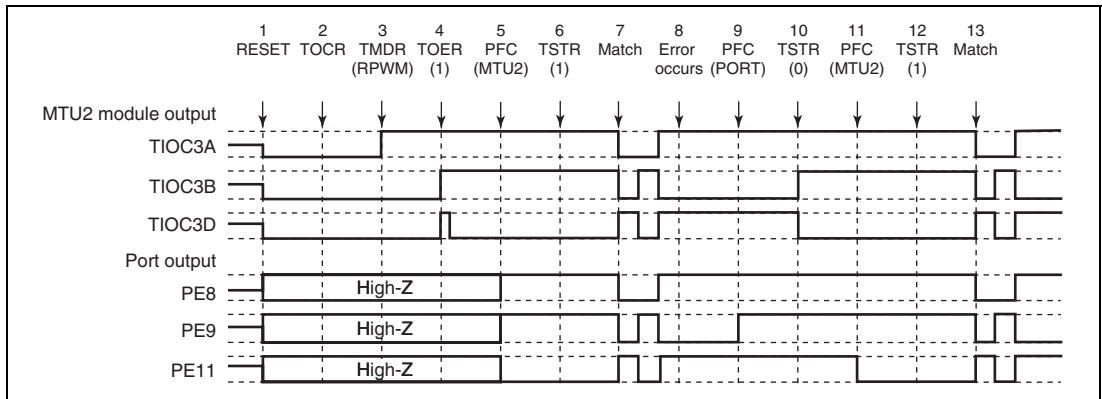 1 2 3 4 5 6 7 8 9 10 11 12 13
RESET TOCR TMDR TOER PFC TSTR Match Error PFC TSTR PFC TSTR Match
(RPWM) (1) (MTU2) (1) occurs (PORT) (0) (MTU2) (1)
MTU2 module output
TIOC3A
TIOC3B
TIOC3D
Port output
PE8 High-Z
PE9 High-Z
PE11 High-Z